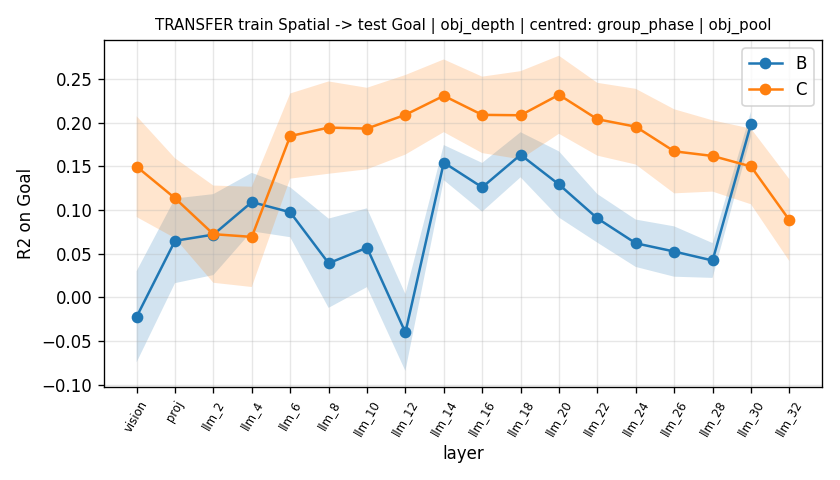 TRANSFER train Spatial -> test Goal | obj_depth | centred: group_phase | obj_pool
B
C
R2 on Goal
0.25
0.20
0.15
0.10
0.05
0.00
−0.05
−0.10
vision
proj
llm_2
llm_4
llm_6
llm_8
llm_10
llm_12
llm_14
llm_16
llm_18
llm_20
llm_22
llm_24
llm_26
llm_28
llm_30
llm_32
layer